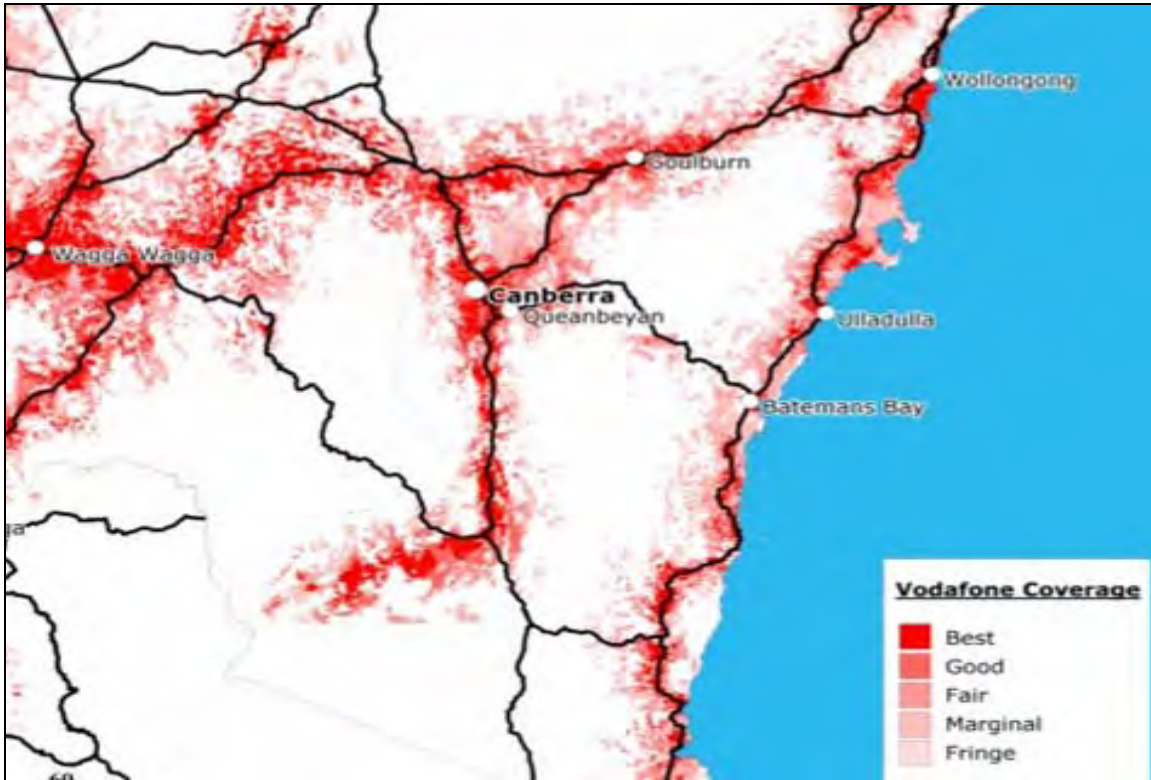 Wollongong
Goulburn
Wagga Wagga
Canberra
Queanbeyan
Ulladulla
Batemans Bay
Vodafone Coverage
Best
Good
Fair
Marginal
Fringe